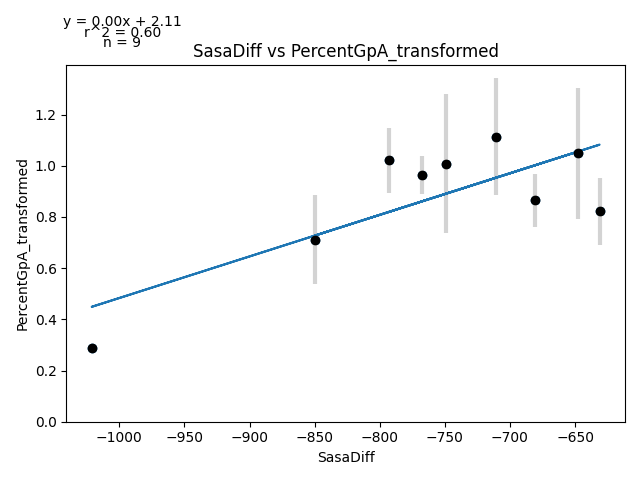 y = 0.00x + 2.11
r^2 = 0.60
n = 9
SasaDiff vs PercentGpA_transformed
PercentGpA_transformed
1.2
1.0
0.8
0.6
0.4
0.2
0.0
−1000 −950 −900 −850 −800 −750 −700 −650
SasaDiff